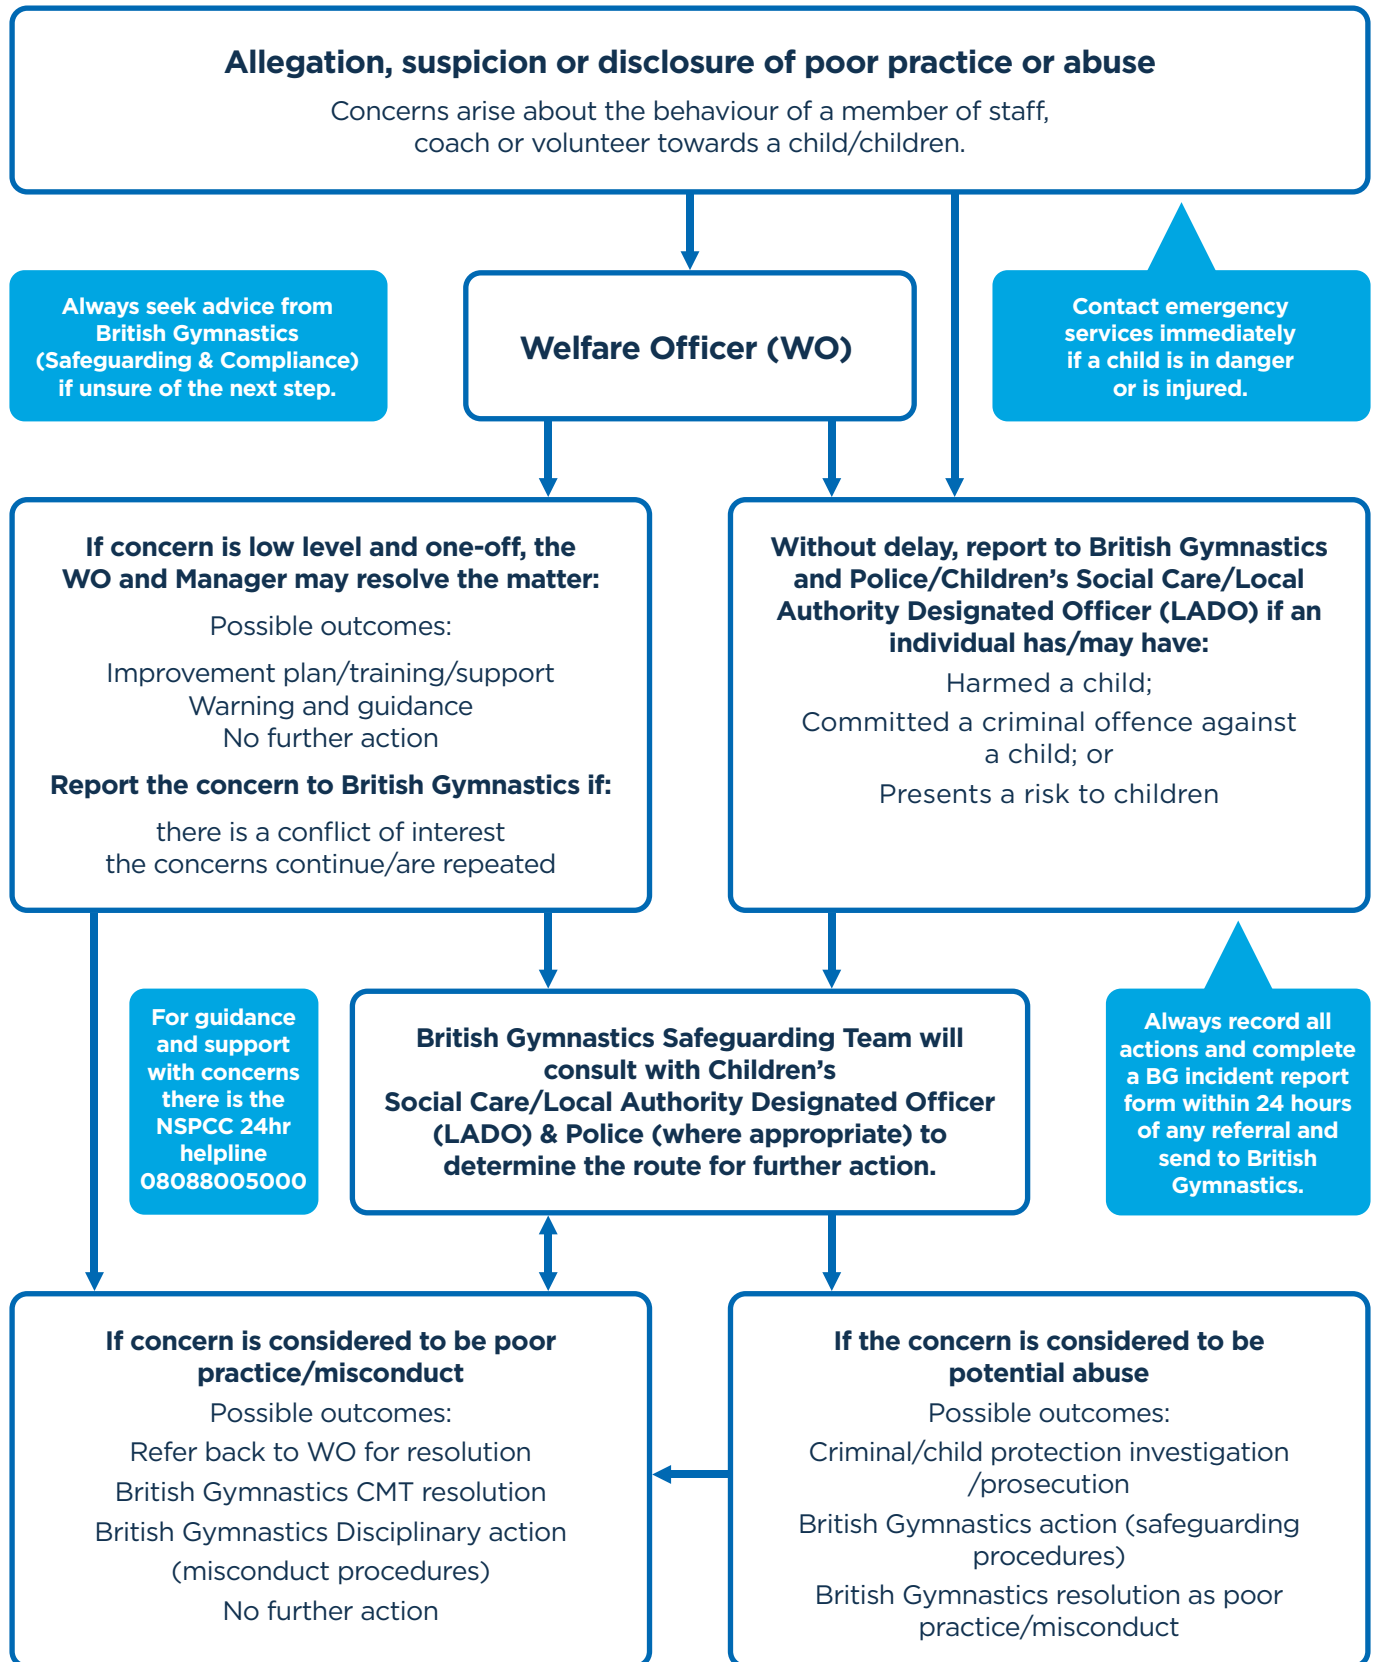 Allegation, suspicion or disclosure of poor practice or abuse
Concerns arise about the behaviour of a member of staff,
coach or volunteer towards a child/children.
Always seek advice from
British Gymnastics
(Safeguarding & Compliance)
if unsure of the next step.
Welfare Officer (WO)
Contact emergency
services immediately
if a child is in danger
or is injured.
If concern is low level and one-off, the
WO and Manager may resolve the matter:
Possible outcomes:
Improvement plan/training/support
Warning and guidance
No further action
Report the concern to British Gymnastics if:
there is a conflict of interest
the concerns continue/are repeated
Without delay, report to British Gymnastics
and Police/Children’s Social Care/Local
Authority Designated Officer (LADO) if an
individual has/may have:
Harmed a child;
Committed a criminal offence against
a child; or
Presents a risk to children
For guidance
and support
with concerns
there is the
NSPCC 24hr
helpline
08088005000
British Gymnastics Safeguarding Team will
consult with Children’s
Social Care/Local Authority Designated Officer
(LADO) & Police (where appropriate) to
determine the route for further action.
Always record all
actions and complete
a BG incident report
form within 24 hours
of any referral and
send to British
Gymnastics.
If concern is considered to be poor
practice/misconduct
Possible outcomes:
Refer back to WO for resolution
British Gymnastics CMT resolution
British Gymnastics Disciplinary action
(misconduct procedures)
No further action
If the concern is considered to be
potential abuse
Possible outcomes:
Criminal/child protection investigation
/prosecution
British Gymnastics action (safeguarding
procedures)
British Gymnastics resolution as poor
practice/misconduct